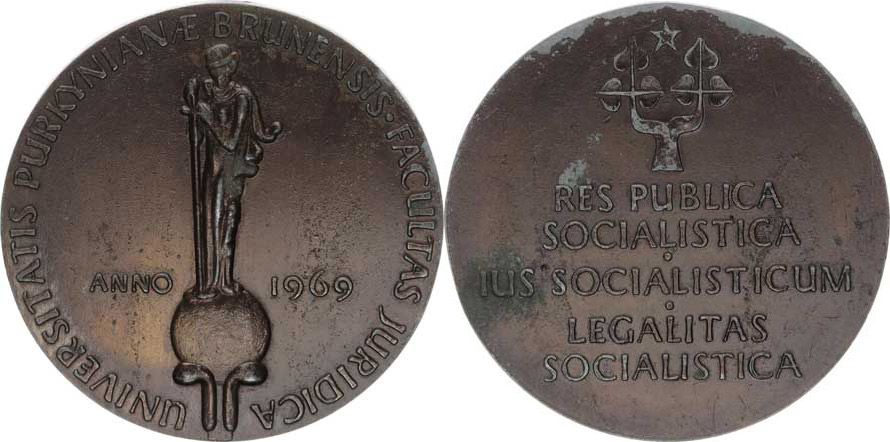 UNIVERSITATIS PURKYNIANÆ BRUNENSIS · FACULTAS JURIDICA
ANNO 1969
RES PUBLICA
SOCIALISTICA
IUS SOCIALISTICUM
LEGALITAS
SOCIALISTICA